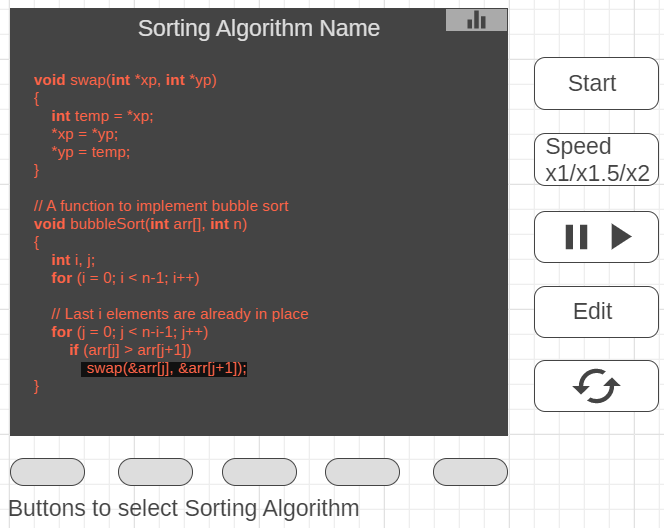 Sorting Algorithm Name
void swap(int *xp, int *yp)
{
int temp = *xp;
*xp = *yp;
*yp = temp;
}
// A function to implement bubble sort
void bubbleSort(int arr[], int n)
{
int i, j;
for (i = 0; i < n-1; i++)
// Last i elements are already in place
for (j = 0; j < n-i-1; j++)
if (arr[j] > arr[j+1])
swap(&arr[j], &arr[j+1]);
}
Start
Speed
x1/x1.5/x2
Edit
Buttons to select Sorting Algorithm